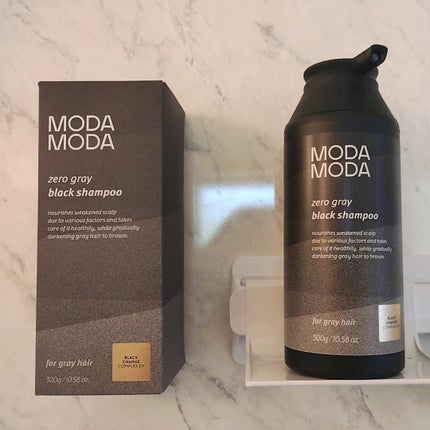 MODA
MODA
zero gray
black shampoo
nourishes weakened scalp
due to various factors and takes
care of it healthily, while gradually
darkening gray hair to brown.
for gray hair
300g/10.58 oz.
BLACK
CHANGE
COMPLEX EX
MODA
MODA
zero gray
black shampoo
nourishes weakened scalp
due to various factors and takes
care of it healthily, while gradually
darkening gray hair to brown.
for gray hair
300g/10.58 oz.
BLACK
CHANGE